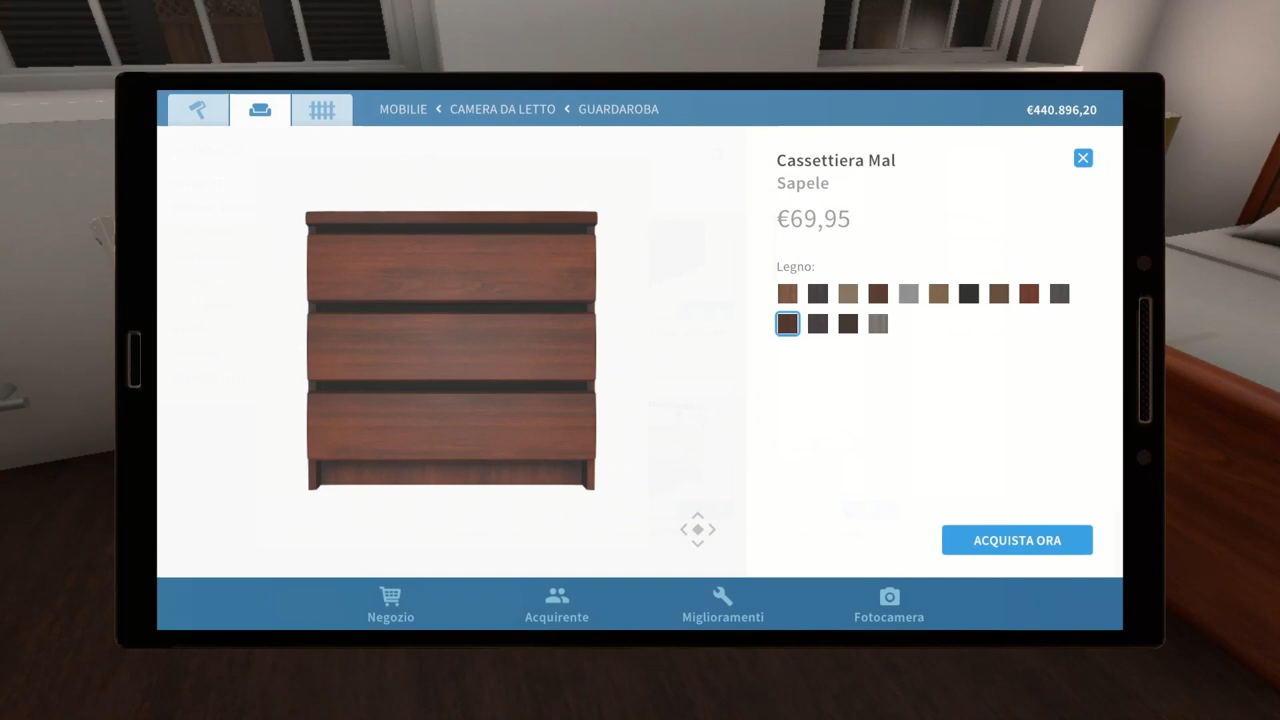 MOBILIE < CAMERA DA LETTO < GUARDAROBA
€440.896,20
Cassettiera Mal
Sapele
€69,95
Legno:
ACQUISTA ORA
Negozio
Acquirente
Miglioramenti
Fotocamera